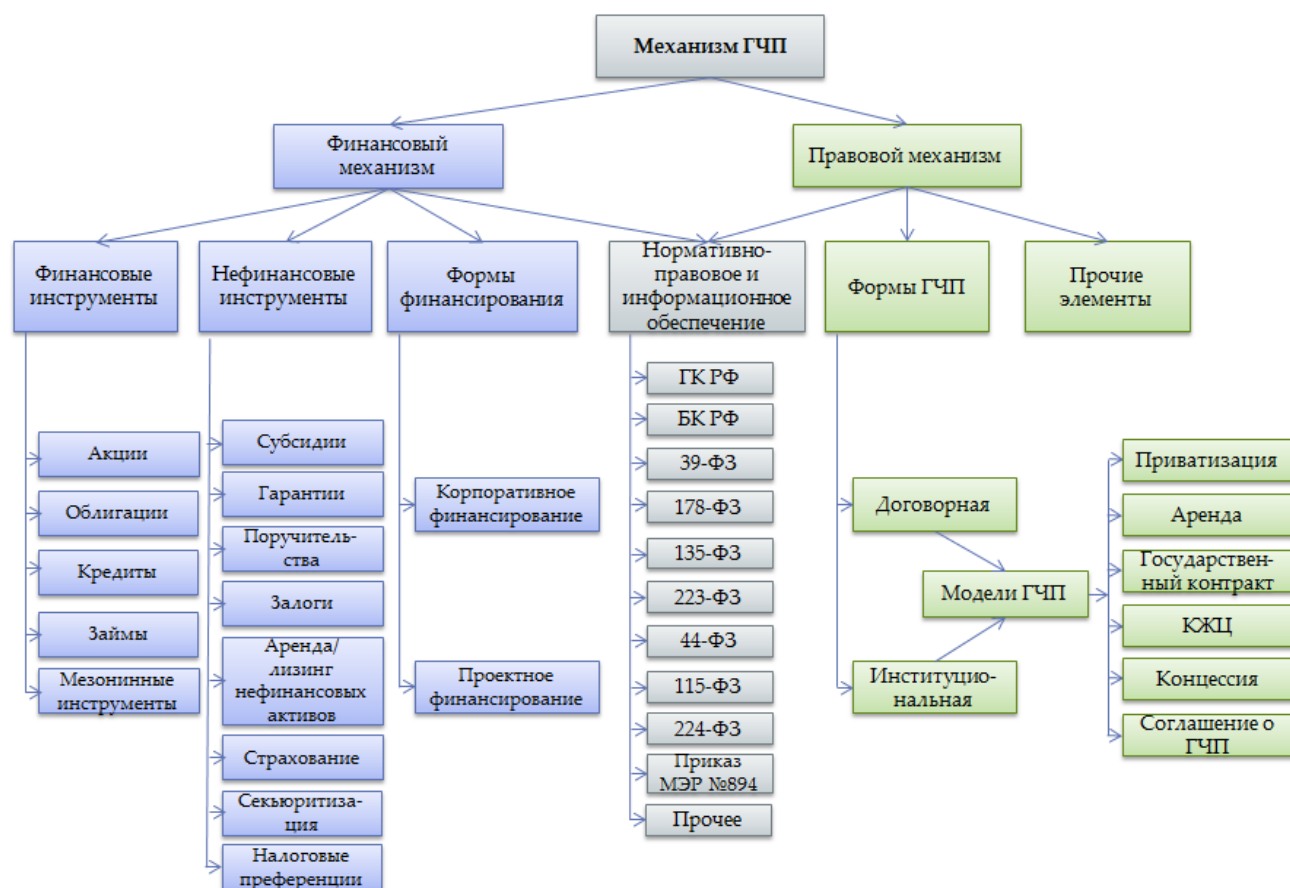 Механизм ГЧП
Финансовый
механизм
Правовой механизм
Финансовые
инструменты
Нефинансовые
инструменты
Формы
финансирования
Нормативно-
правовое и
информационное
обеспечение
Формы ГЧП
Прочие
элементы
Акции
Облигации
Кредиты
Займы
Мезонинные
инструменты
Субсидии
Гарантии
Поручитель-
ства
Залоги
Аренда/
лизинг
нефинансовых
активов
Страхование
Секьюритиза-
ция
Налоговые
преференции
Корпоративное
финансирование
Проектное
финансирование
ГК РФ
БК РФ
39-ФЗ
178-ФЗ
135-ФЗ
223-ФЗ
44-ФЗ
115-ФЗ
224-ФЗ
Приказ
МЭР №894
Прочее
Договорная
Институцио-
нальная
Модели ГЧП
Приватизация
Аренда
Государствен-
ный контракт
КЖЦ
Концессия
Соглашение о
ГЧП